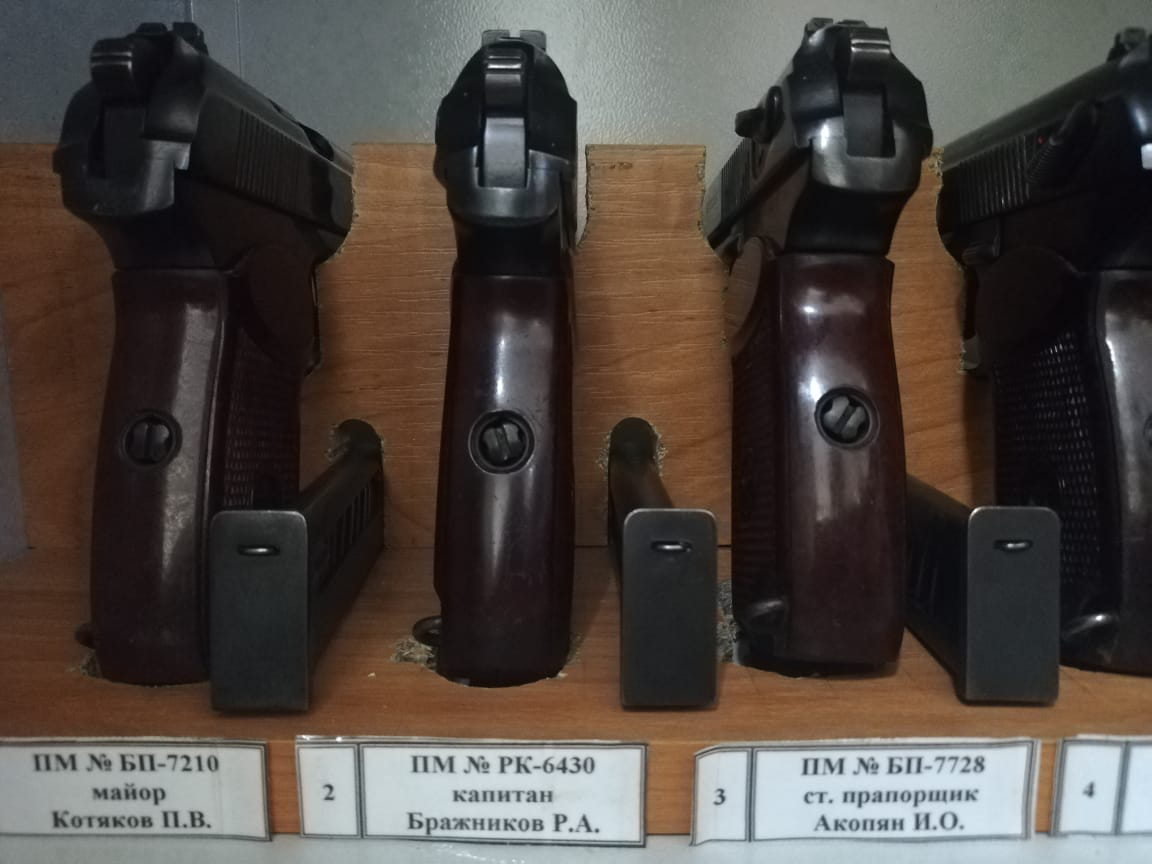 ПМ № БП-7210
майор
Котяков П.В.
2
ПМ № РК-6430
капитан
Бражников Р.А.
3
ПМ № БП-7728
ст. прапорщик
Акопян И.О.
4